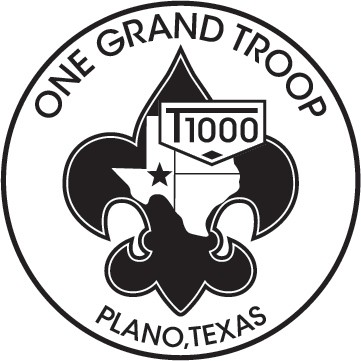 ONE GRAND TROOP
T1000
PLANO,TEXAS